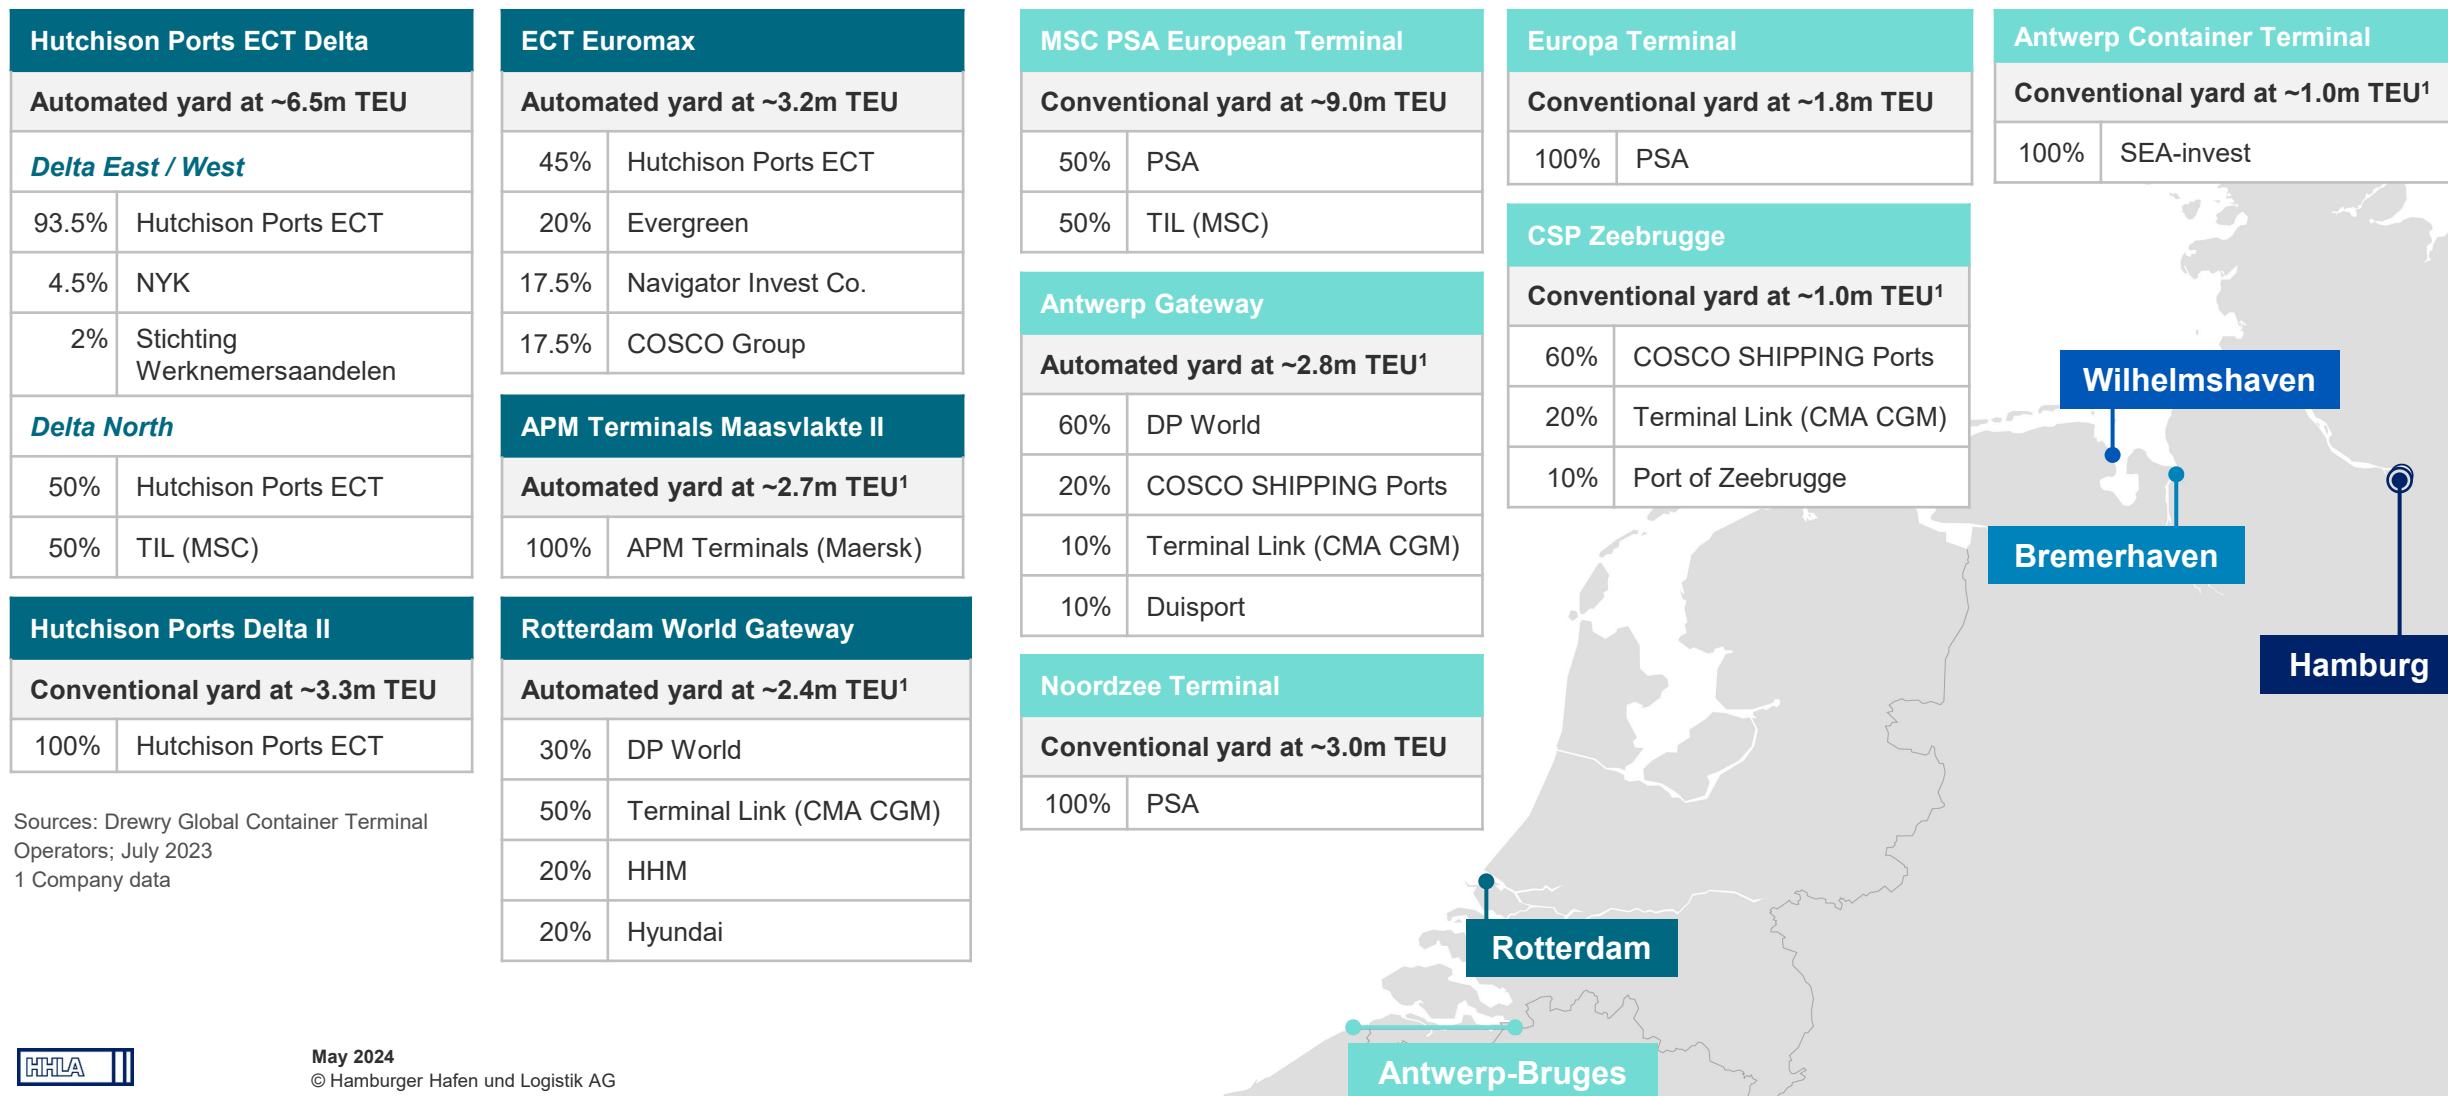 Hutchison Ports ECT Delta
Automated yard at ~6.5m TEU
Delta East / West
93.5% Hutchison Ports ECT
4.5% NYK
2% Stichting
Werknemersaandelen
Delta North
50% Hutchison Ports ECT
50% TIL (MSC)
Hutchison Ports Delta II
Conventional yard at ~3.3m TEU
100% Hutchison Ports ECT
Sources: Drewry Global Container Terminal
Operators; July 2023
1 Company data
ECT Euromax
Automated yard at ~3.2m TEU
45% Hutchison Ports ECT
20% Evergreen
17.5% Navigator Invest Co.
17.5% COSCO Group
APM Terminals Maasvlakte II
Automated yard at ~2.7m TEU¹
100% APM Terminals (Maersk)
Rotterdam World Gateway
Automated yard at ~2.4m TEU¹
30% DP World
50% Terminal Link (CMA CGM)
20% HHM
20% Hyundai
MSC PSA European Terminal
Conventional yard at ~9.0m TEU
50% PSA
50% TIL (MSC)
Antwerp Gateway
Automated yard at ~2.8m TEU¹
60% DP World
20% COSCO SHIPPING Ports
10% Terminal Link (CMA CGM)
10% Duisport
Noordzee Terminal
Conventional yard at ~3.0m TEU
100% PSA
Europa Terminal
Conventional yard at ~1.8m TEU
100% PSA
CSP Zeebrugge
Conventional yard at ~1.0m TEU¹
60% COSCO SHIPPING Ports
20% Terminal Link (CMA CGM)
10% Port of Zeebrugge
Antwerp Container Terminal
Conventional yard at ~1.0m TEU¹
100% SEA-invest
Wilhelmshaven
Bremerhaven
Hamburg
Rotterdam
Antwerp-Bruges
HHLA
May 2024
© Hamburger Hafen und Logistik AG